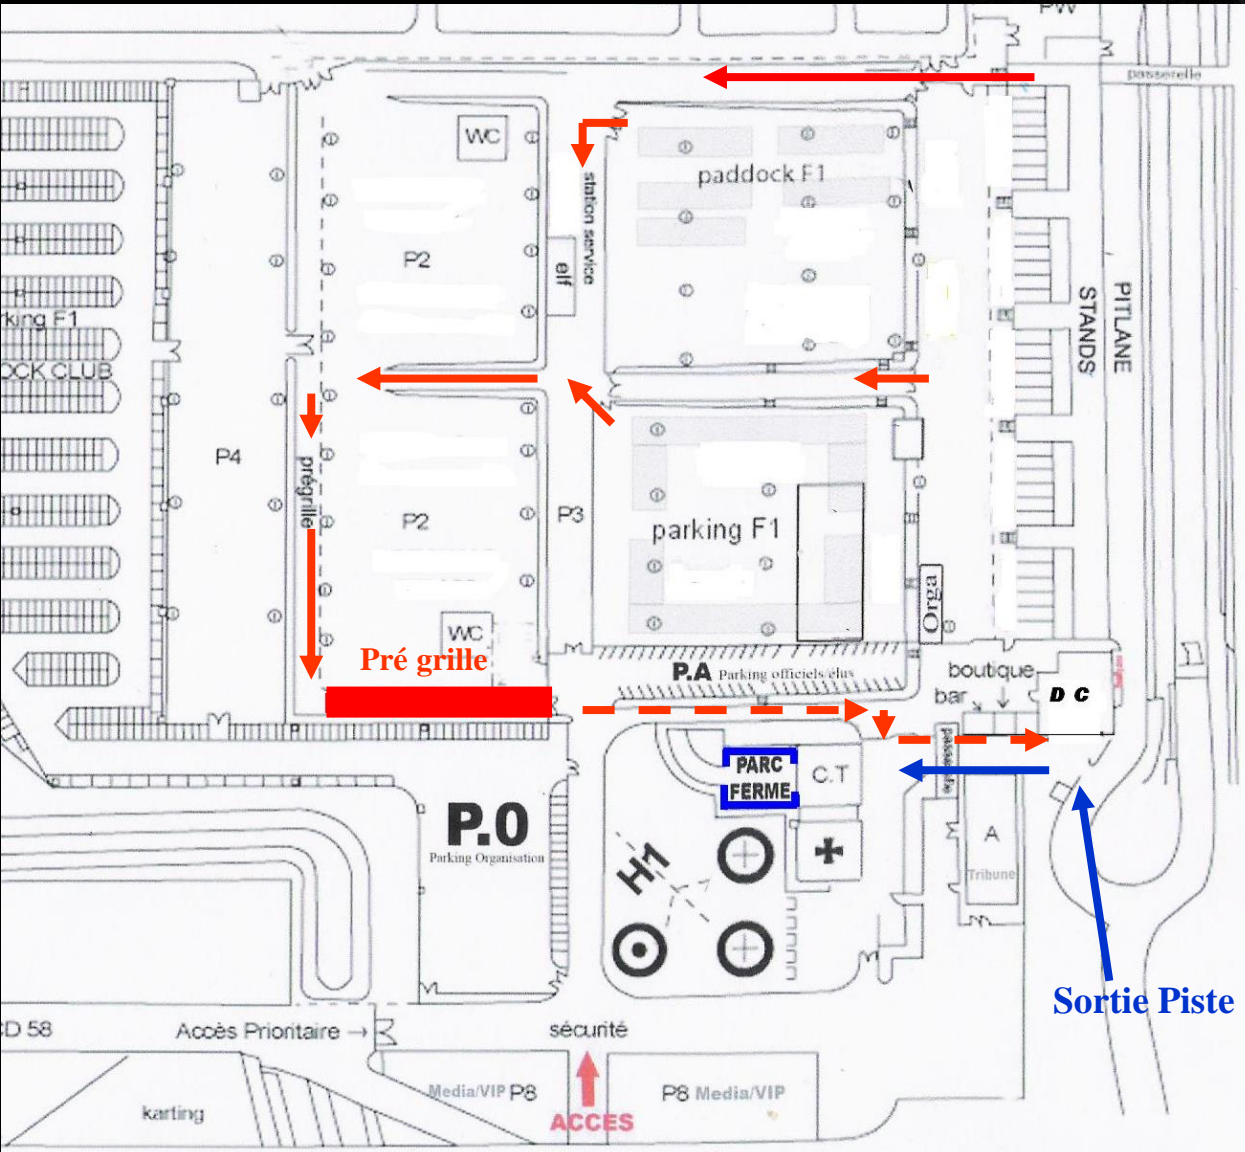 PW
passerelle
WC
paddock F1
station service
elf
P2
rking F1
OCK CLUB
STANDS
PITLANE
P4
prégrille
P2
P3
parking F1
Orga
WC
Pré grille
P.A Parking officiels/élus
boutique
bar
D C
PARC
FERME
C.T
P.0
Parking Organisation
H1
A
Tribune
Sortie Piste
CD 58
Accès Prioritaire
sécurité
Media/VIP P8
P8 Media/VIP
karting
ACCES